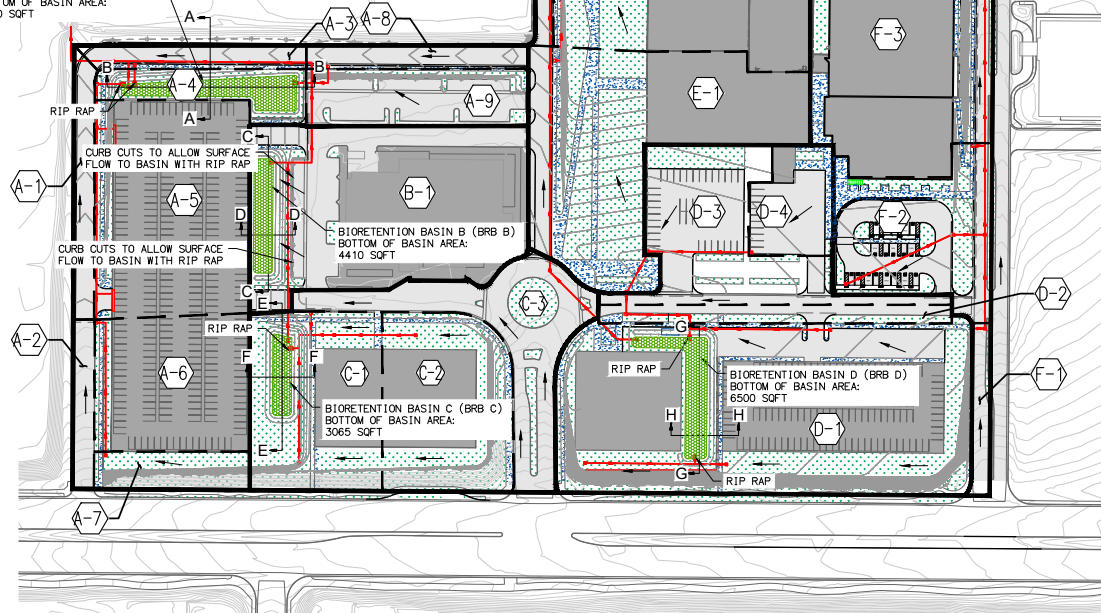 OM OF BASIN AREA:
0 SQFT
A
A-3
A-8
F-3
B
B
A-4
A-9
E-1
RIP RAP
A
C
CURB CUTS TO ALLOW SURFACE
FLOW TO BASIN WITH RIP RAP
A-1
A-5
B-1
D-3
D-4
D
D
F-2
BIORETENTION BASIN B (BRB B)
BOTTOM OF BASIN AREA:
4410 SQFT
CURB CUTS TO ALLOW SURFACE
FLOW TO BASIN WITH RIP RAP
C
E
C-3
D-2
RIP RAP
G
A-2
F
F
A-6
C-1
C-2
RIP RAP
BIORETENTION BASIN D (BRB D)
BOTTOM OF BASIN AREA:
6500 SQFT
F-1
BIORETENTION BASIN C (BRB C)
BOTTOM OF BASIN AREA:
3065 SQFT
H
H
D-1
E
G
RIP RAP
A-7